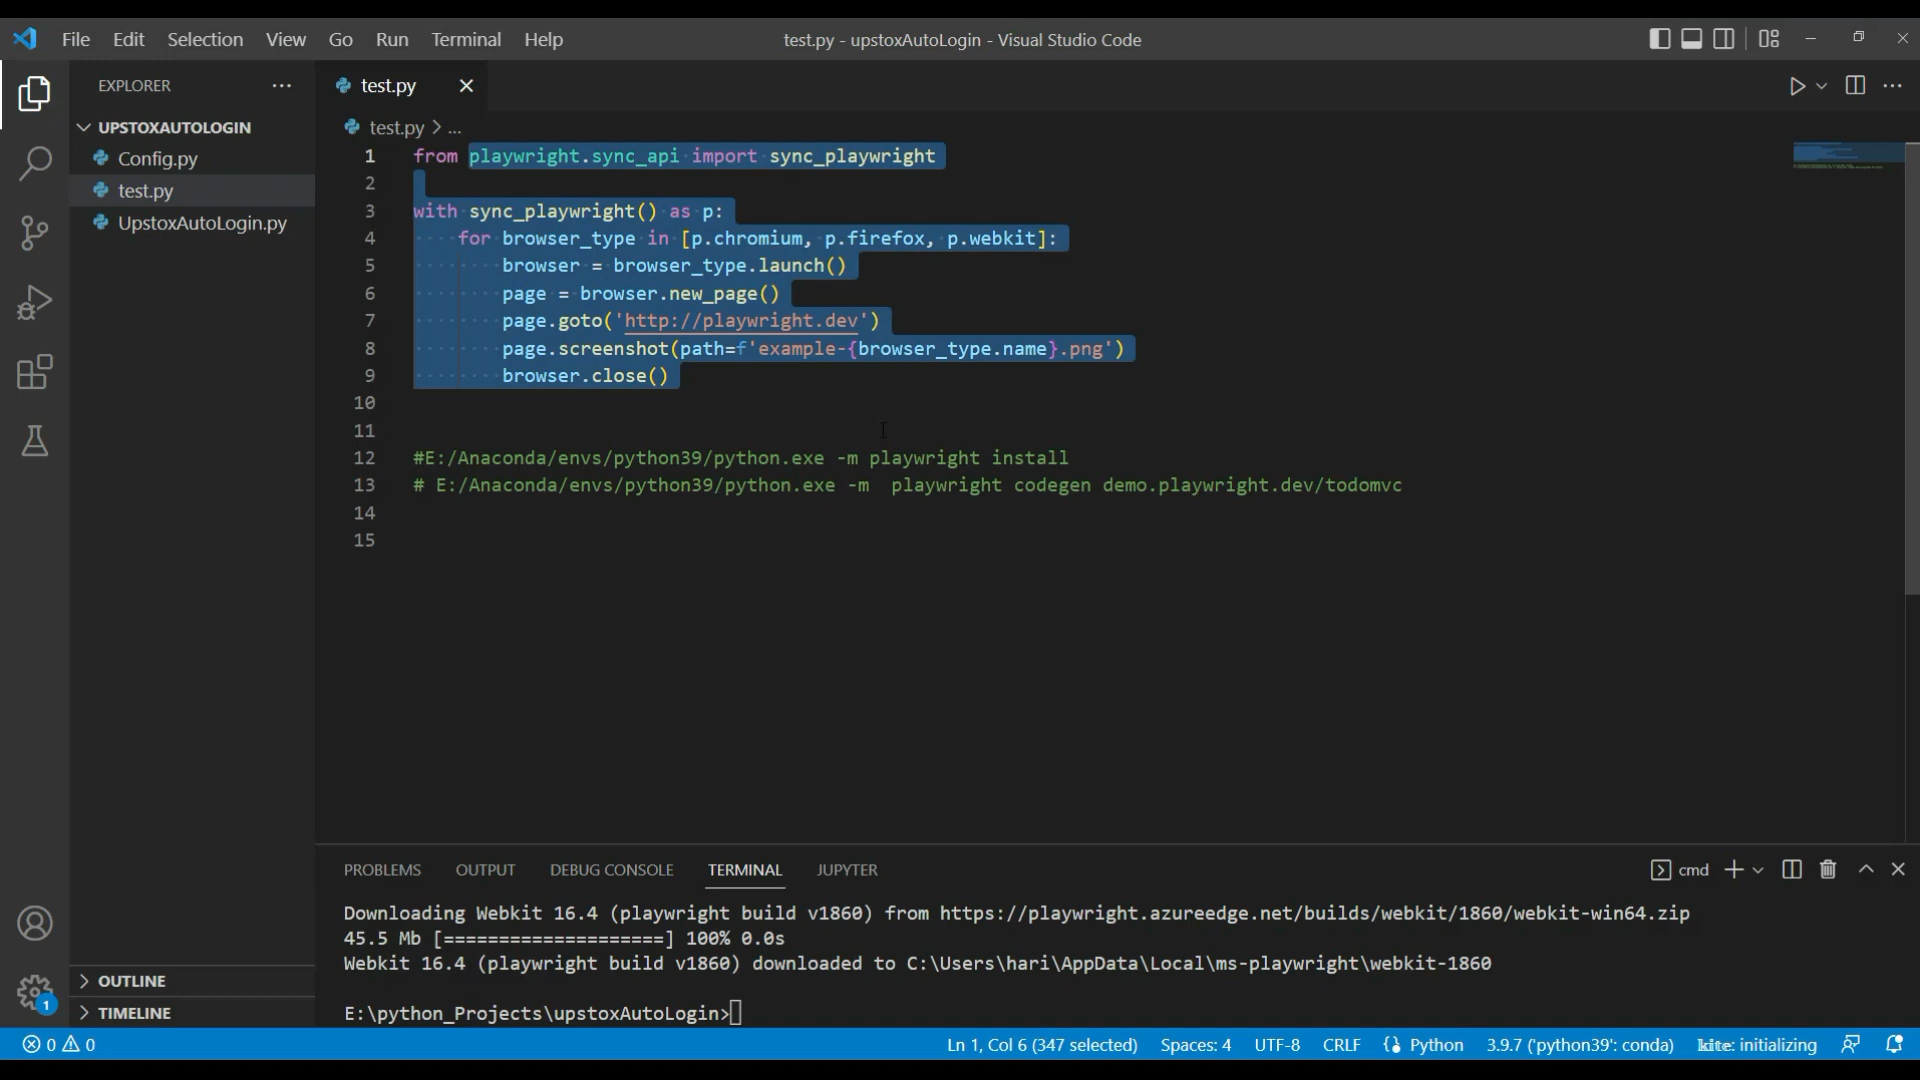 File Edit Selection View Go Run Terminal Help
test.py - upstoxAutoLogin - Visual Studio Code
EXPLORER
UPSTOXAUTOLOGIN
Config.py
test.py
UpstoxAutoLogin.py
OUTLINE
TIMELINE
1
test.py
test.py > ...
1 from playwright.sync_api import sync_playwright
2
3 with sync_playwright() as p:
4     for browser_type in [p.chromium, p.firefox, p.webkit]:
5         browser = browser_type.launch()
6         page = browser.new_page()
7         page.goto('http://playwright.dev')
8         page.screenshot(path=f'example-{browser_type.name}.png')
9         browser.close()
10
11
12 #E:/Anaconda/envs/python39/python.exe -m playwright install
13 # E:/Anaconda/envs/python39/python.exe -m  playwright codegen demo.playwright.dev/todomvc
14
15
PROBLEMS OUTPUT DEBUG CONSOLE TERMINAL JUPYTER
cmd
Downloading Webkit 16.4 (playwright build v1860) from https://playwright.azureedge.net/builds/webkit/1860/webkit-win64.zip
45.5 Mb [====================] 100% 0.0s
Webkit 16.4 (playwright build v1860) downloaded to C:\Users\hari\AppData\Local\ms-playwright\webkit-1860
E:\python_Projects\upstoxAutoLogin>
0 0
Ln 1, Col 6 (347 selected) Spaces: 4 UTF-8 CRLF Python 3.9.7 ('python39': conda) kite: initializing